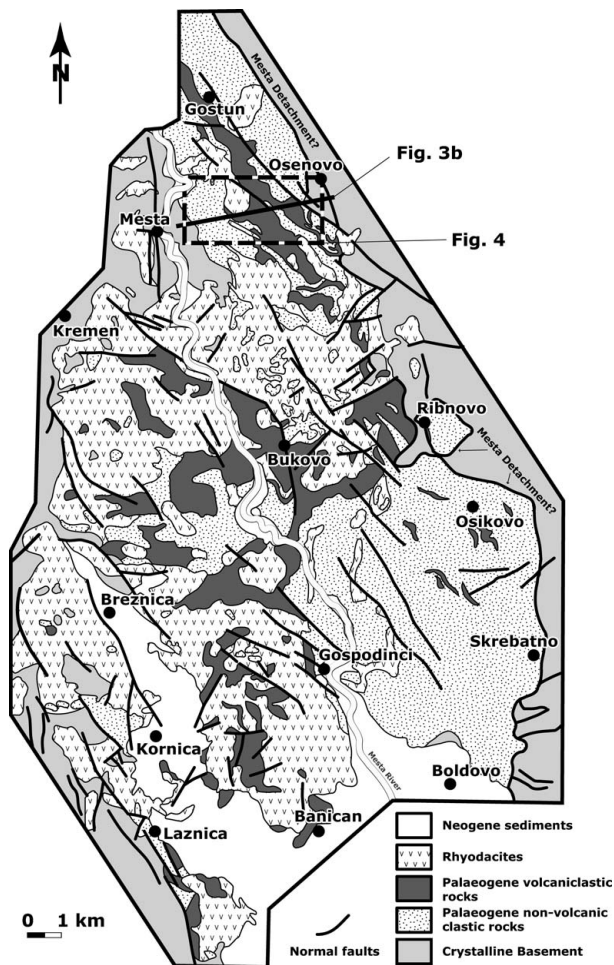 N
Mesta Detachment?
Gostun
Osenovo
Fig. 3b
Mesta
Fig. 4
Kremen
Ribnovo
Mesta Detachment?
Bukovo
Osikovo
Breznica
Gospodinci
Skrebatno
Kornica
Mesta River
Boldovo
Laznica
Banican
Neogene sediments
Rhyodacites
Palaeogene volcaniclastic
rocks
Palaeogene non-volcanic
clastic rocks
0 1 km
Normal faults
Crystalline Basement